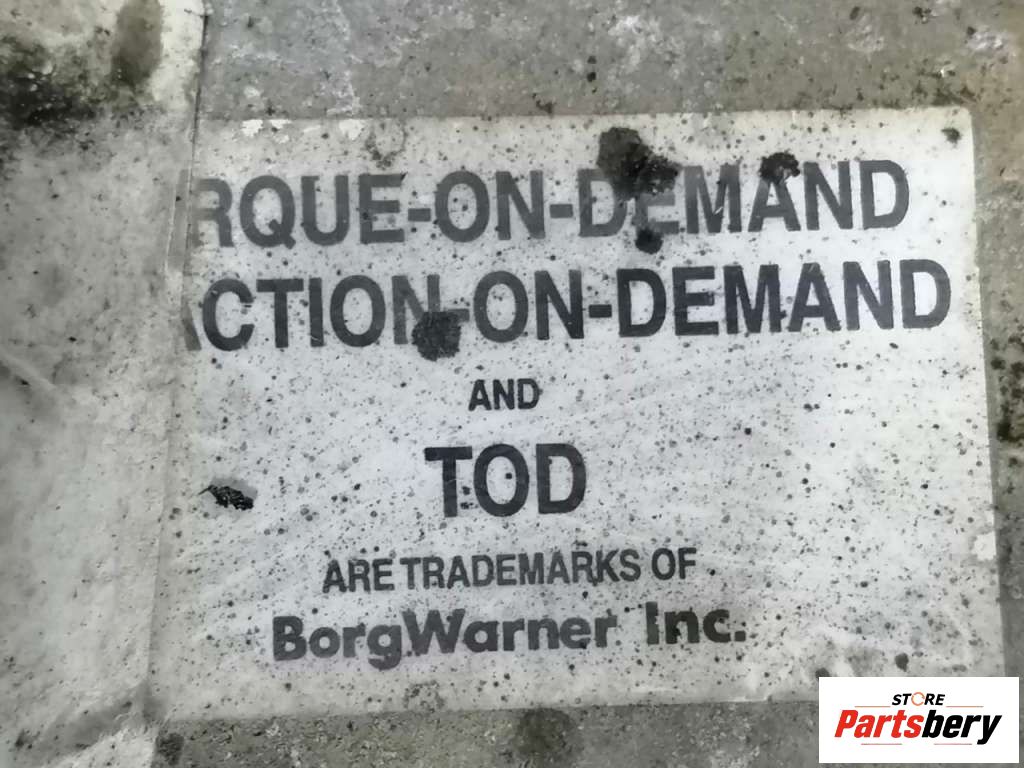 RQUE-ON-DEMAND
ACTION-ON-DEMAND
AND
TOD
ARE TRADEMARKS OF
BorgWarner Inc.
STORE
Partsbery